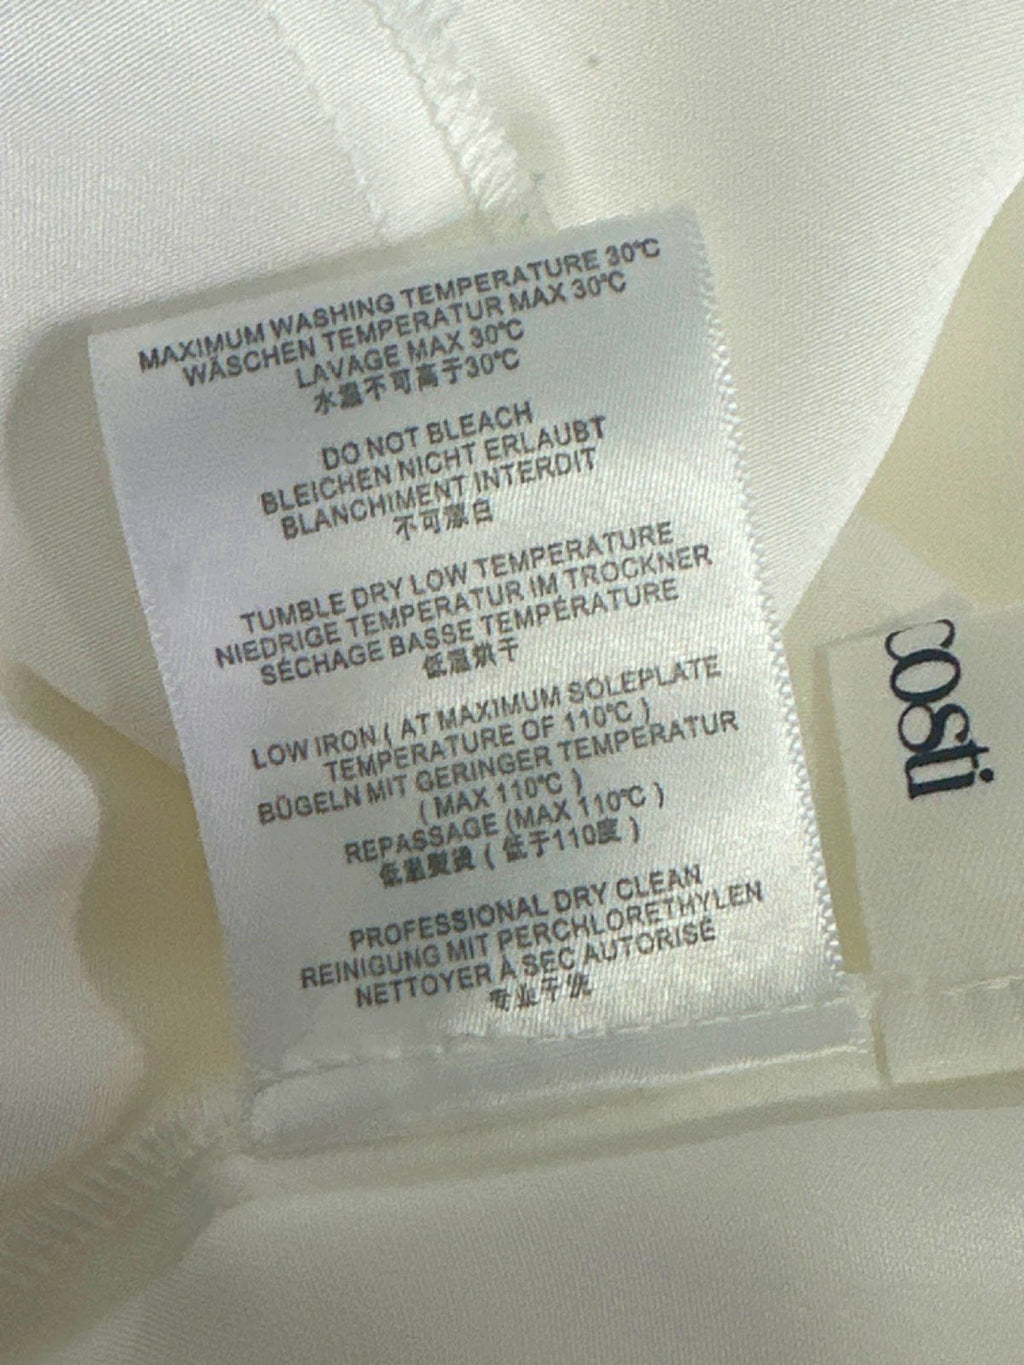 MAXIMUM WASHING TEMPERATURE 30°C
WÄSCHEN TEMPERATUR MAX 30°C
LAVAGE MAX 30°C
水温不可高于30°C
DO NOT BLEACH
BLEICHEN NICHT ERLAUBT
BLANCHIMENT INTERDIT
不可漂白
TUMBLE DRY LOW TEMPERATURE
NIEDRIGE TEMPERATUR IM TROCKNER
SÉCHAGE BASSE TEMPÉRATURE
低温烘干
LOW IRON ( AT MAXIMUM SOLEPLATE
TEMPERATURE OF 110°C )
BÜGELN MIT GERINGER TEMPERATUR
( MAX 110°C )
REPASSAGE (MAX 110°C )
低温熨烫 ( 低于110度 )
PROFESSIONAL DRY CLEAN
REINIGUNG MIT PERCHLORETHYLEN
NETTOYER À SEC AUTORISÉ
专业干洗
costi